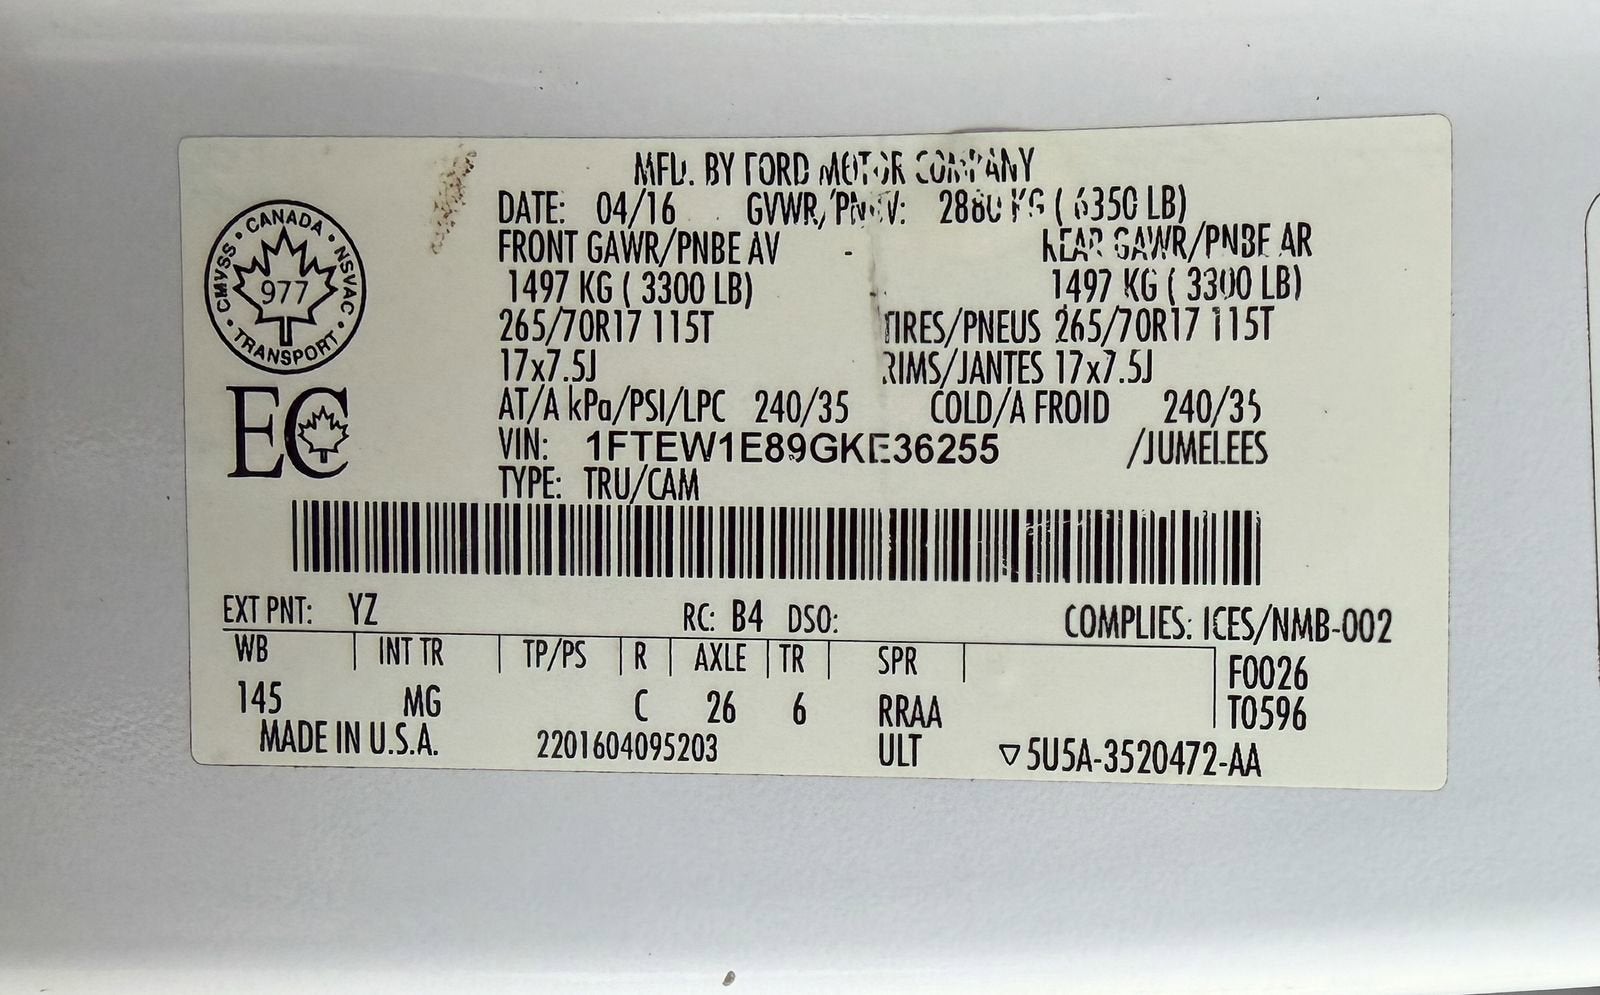 MFD. BY FORD MOTOR COMPANY
DATE: 04/16 GVWR/PNBV: 2880 KG ( 6350 LB)
FRONT GAWR/PNBE AV REAR GAWR/PNBE AR
1497 KG ( 3300 LB) 1497 KG ( 3300 LB)
265/70R17 115T TIRES/PNEUS 265/70R17 115T
17x7.5J RIMS/JANTES 17x7.5J
AT/A kPa/PSI/LPC 240/35 COLD/A FROID 240/35
VIN: 1FTEW1E89GKE36255 /JUMELEES
TYPE: TRU/CAM
CANADA • NSVAC • TRANSPORT • CMVSS •
977
EC
EXT PNT: YZ RC: B4 DSO: COMPLIES: ICES/NMB-002
WB INT TR TP/PS R AXLE TR SPR F0026
145 MG C 26 6 RRAA T0596
MADE IN U.S.A. 2201604095203 ULT ▽5U5A-3520472-AA